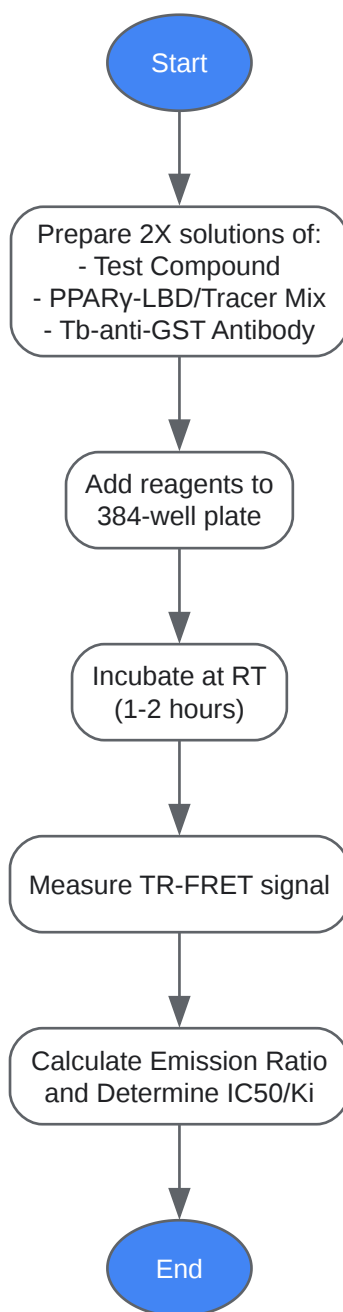 Start
Prepare 2X solutions of:
- Test Compound
- PPARγ-LBD/Tracer Mix
- Tb-anti-GST Antibody
Add reagents to
384-well plate
Incubate at RT
(1-2 hours)
Measure TR-FRET signal
Calculate Emission Ratio
and Determine IC50/Ki
End